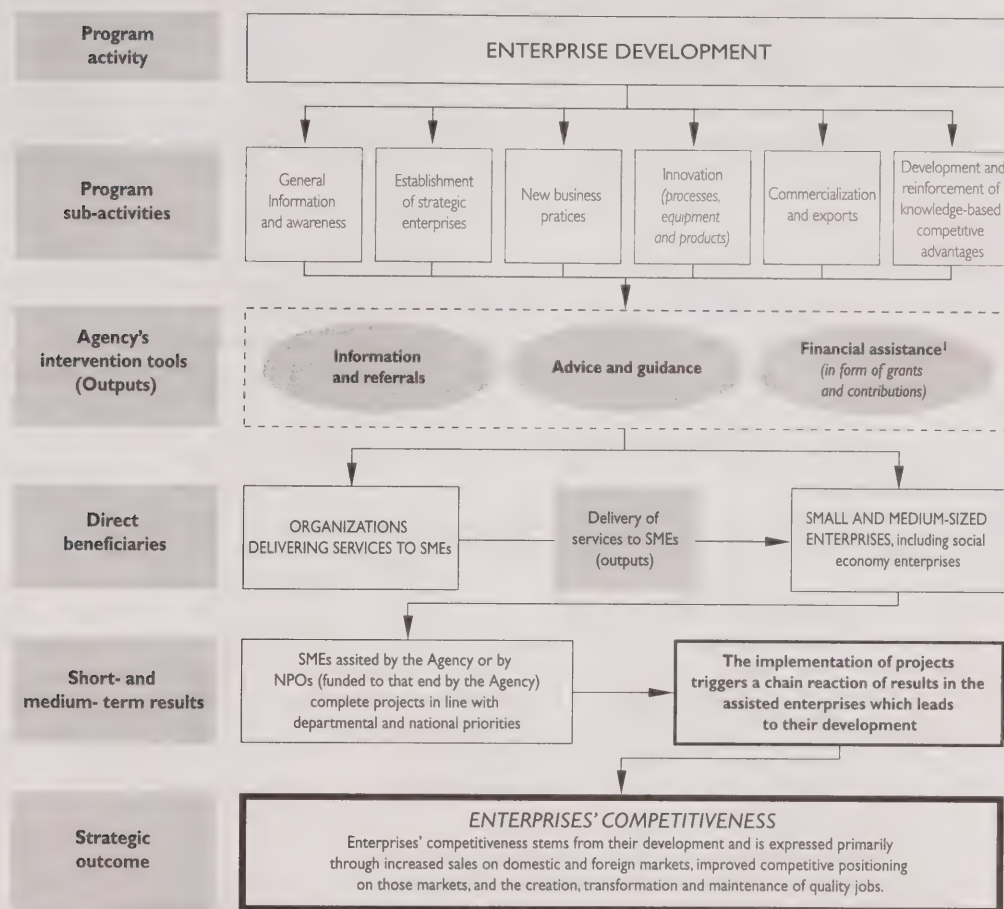 Program
activity
ENTERPRISE DEVELOPMENT
Program
sub-activities
General
Information
and awareness
Establishment
of strategic
enterprises
New business
pratices
Innovation
(processes,
equipment
and products)
Commercialization
and exports
Development and
reinforcement of
knowledge-based
competitive
advantages
Agency's
intervention tools
(Outputs)
Information
and referrals
Advice and guidance
Financial assistance¹
(in form of grants
and contributions)
Direct
beneficiaries
ORGANIZATIONS
DELIVERING SERVICES TO SMEs
Delivery of
services to SMEs
(outputs)
SMALL AND MEDIUM-SIZED
ENTERPRISES, including social
economy enterprises
Short- and
medium- term results
SMEs assited by the Agency or by
NPOs (funded to that end by the Agency)
complete projects in line with
departmental and national priorities
The implementation of projects
triggers a chain reaction of results in the
assisted enterprises which leads
to their development
Strategic
outcome
ENTERPRISES' COMPETITIVENESS
Enterprises' competitiveness stems from their development and is expressed primarily
through increased sales on domestic and foreign markets, improved competitive positioning
on those markets, and the creation, transformation and maintenance of quality jobs.